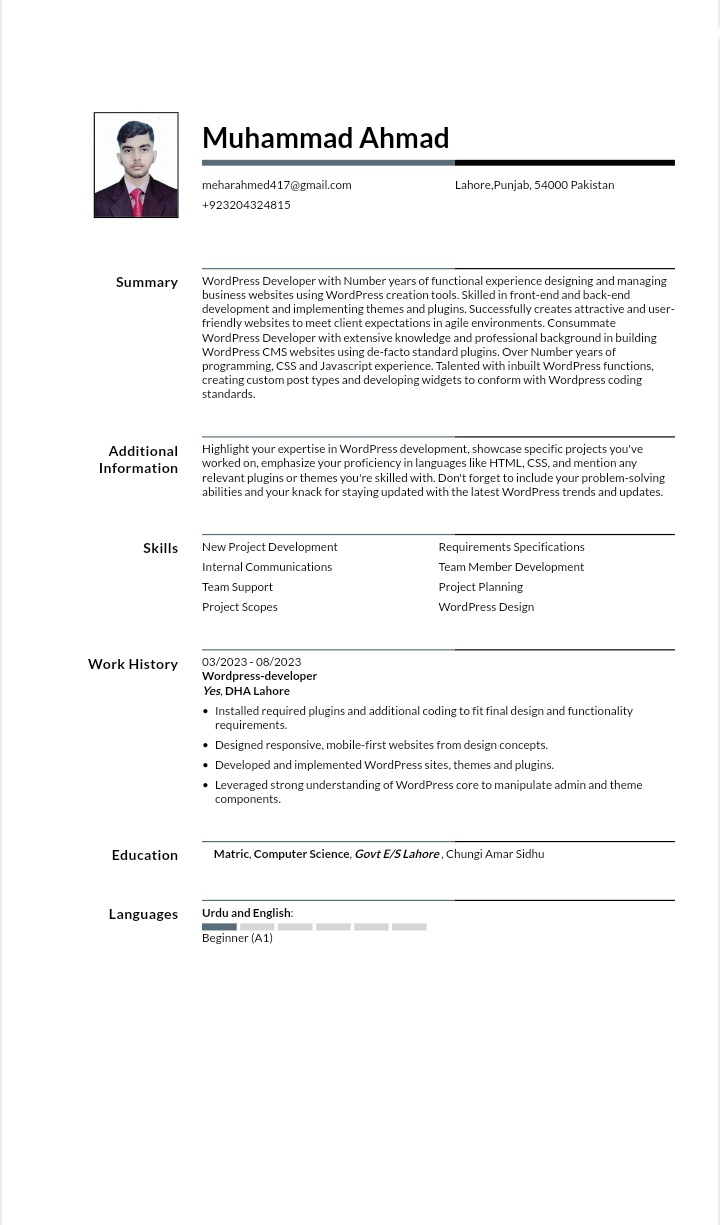 Muhammad Ahmad
meharahmed417@gmail.com
Lahore,Punjab, 54000 Pakistan
+923204324815
Summary
WordPress Developer with Number years of functional experience designing and managing
business websites using WordPress creation tools. Skilled in front-end and back-end
development and implementing themes and plugins. Successfully creates attractive and user-
friendly websites to meet client expectations in agile environments. Consummate
WordPress Developer with extensive knowledge and professional background in building
WordPress CMS websites using de-facto standard plugins. Over Number years of
programming, CSS and Javascript experience. Talented with inbuilt WordPress functions,
creating custom post types and developing widgets to conform with Wordpress coding
standards.
Additional
Information
Highlight your expertise in WordPress development, showcase specific projects you've
worked on, emphasize your proficiency in languages like HTML, CSS, and mention any
relevant plugins or themes you're skilled with. Don't forget to include your problem-solving
abilities and your knack for staying updated with the latest WordPress trends and updates.
Skills
New Project Development
Internal Communications
Team Support
Project Scopes
Requirements Specifications
Team Member Development
Project Planning
WordPress Design
Work History
03/2023 - 08/2023
Wordpress-developer
Yes, DHA Lahore
• Installed required plugins and additional coding to fit final design and functionality
requirements.
• Designed responsive, mobile-first websites from design concepts.
• Developed and implemented WordPress sites, themes and plugins.
• Leveraged strong understanding of WordPress core to manipulate admin and theme
components.
Education
Matric, Computer Science, Govt E/S Lahore , Chungi Amar Sidhu
Languages
Urdu and English:
Beginner (A1)